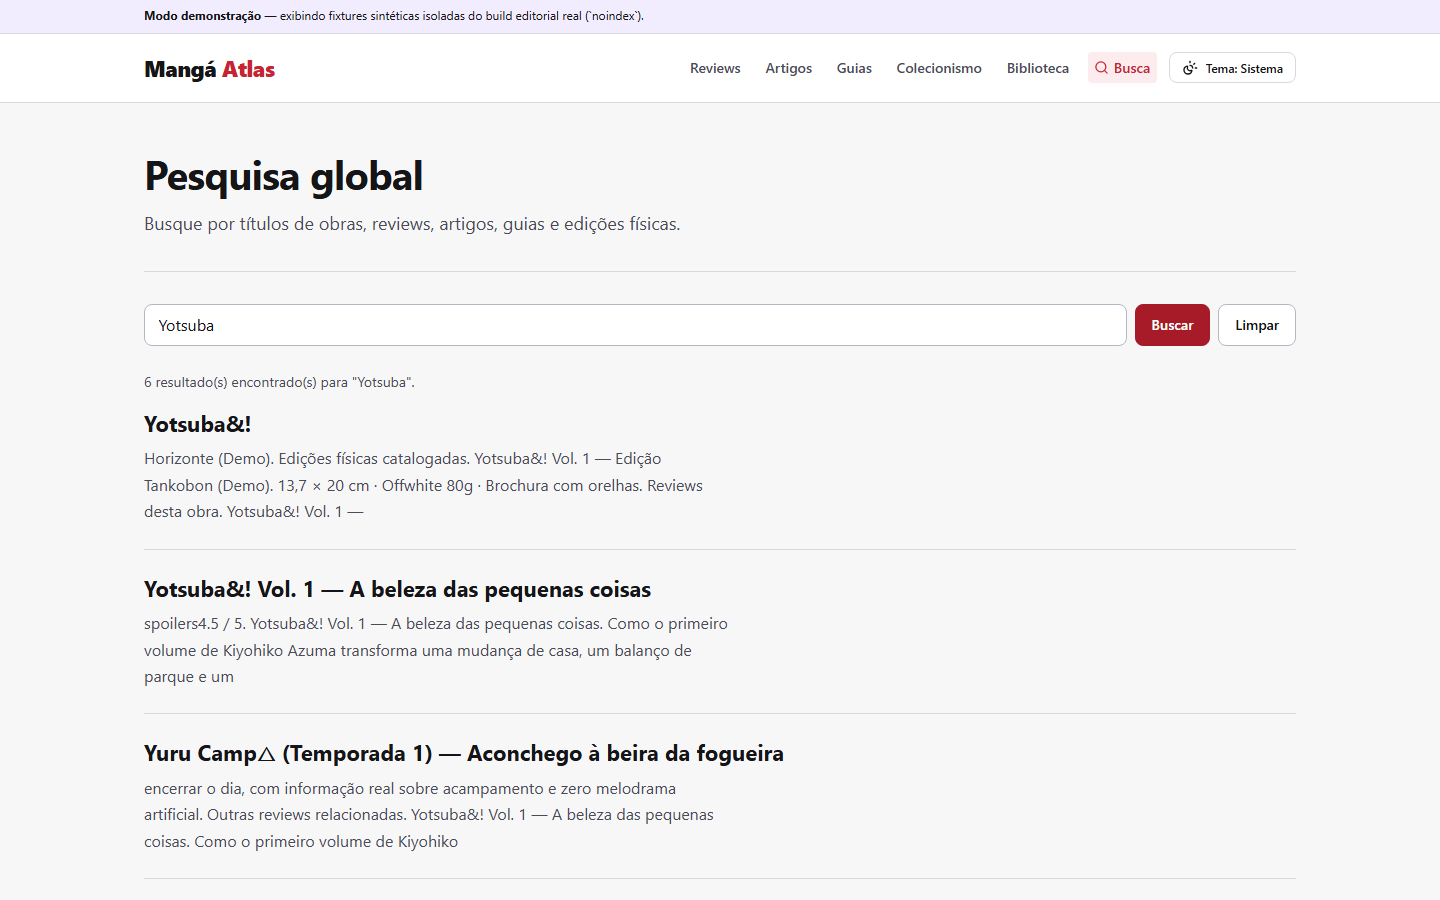 Modo demonstração — exibindo fixtures sintéticas isoladas do build editorial real (`noindex`).
Mangá Atlas
Reviews
Artigos
Guias
Colecionismo
Biblioteca
Busca
Tema: Sistema
Pesquisa global
Busque por títulos de obras, reviews, artigos, guias e edições físicas.
Yotsuba
Buscar
Limpar
6 resultado(s) encontrado(s) para "Yotsuba".
Yotsuba&!
Horizonte (Demo). Edições físicas catalogadas. Yotsuba&! Vol. 1 — Edição
Tankobon (Demo). 13,7 × 20 cm · Offwhite 80g · Brochura com orelhas. Reviews
desta obra. Yotsuba&! Vol. 1 —
Yotsuba&! Vol. 1 — A beleza das pequenas coisas
spoilers4.5 / 5. Yotsuba&! Vol. 1 — A beleza das pequenas coisas. Como o primeiro
volume de Kiyohiko Azuma transforma uma mudança de casa, um balanço de
parque e um
Yuru Camp△ (Temporada 1) — Aconchego à beira da fogueira
encerrar o dia, com informação real sobre acampamento e zero melodrama
artificial. Outras reviews relacionadas. Yotsuba&! Vol. 1 — A beleza das pequenas
coisas. Como o primeiro volume de Kiyohiko